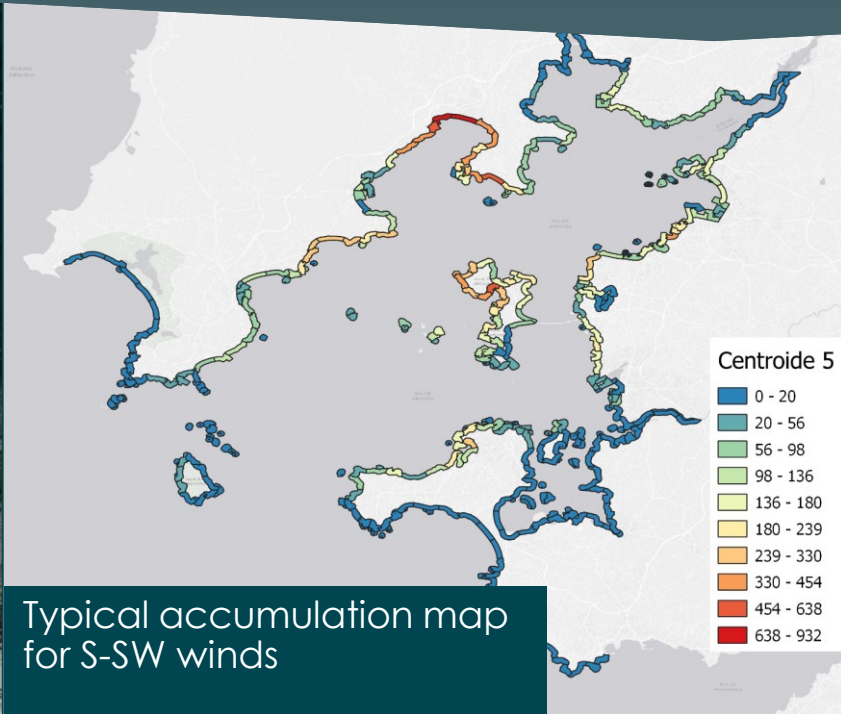 Centroide 5
0 - 20
20 - 56
56 - 98
98 - 136
136 - 180
180 - 239
239 - 330
330 - 454
454 - 638
638 - 932
Typical accumulation map
for S-SW winds